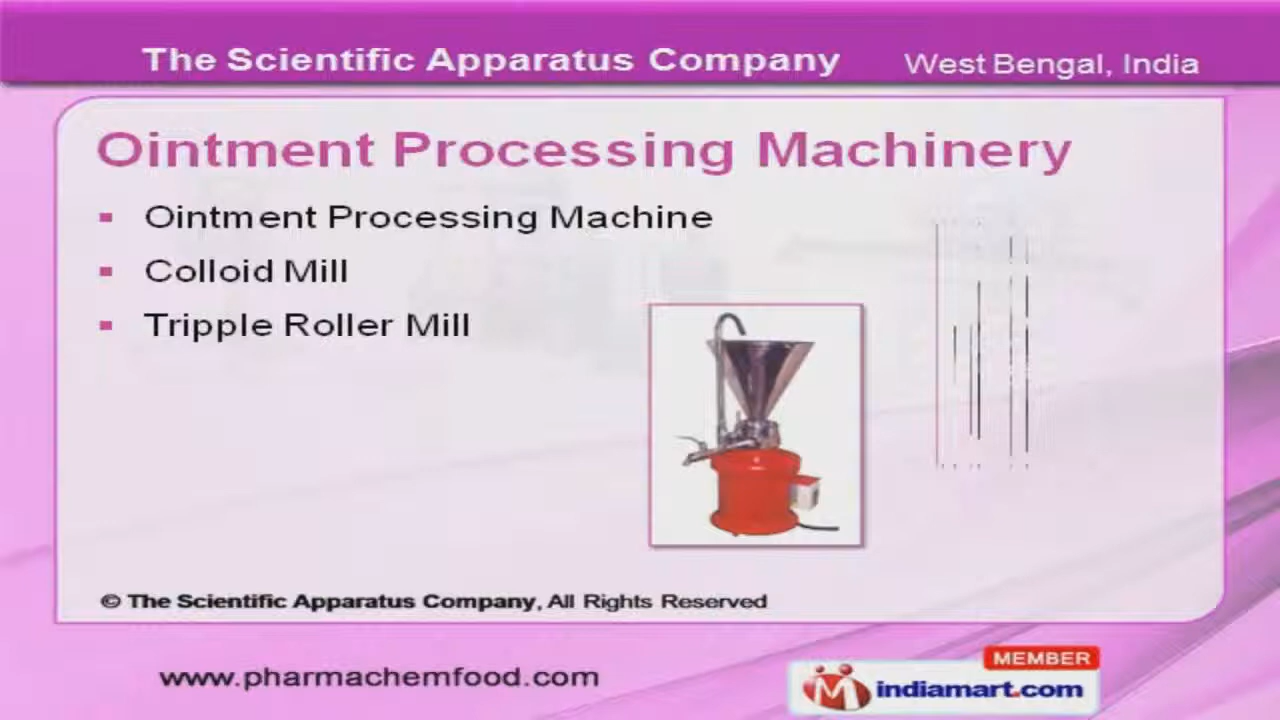 The Scientific Apparatus Company West Bengal, India
Ointment Processing Machinery
Ointment Processing Machine
Colloid Mill
Tripple Roller Mill
© The Scientific Apparatus Company, All Rights Reserved
www.pharmachemfood.com
MEMBER
indiamart.com